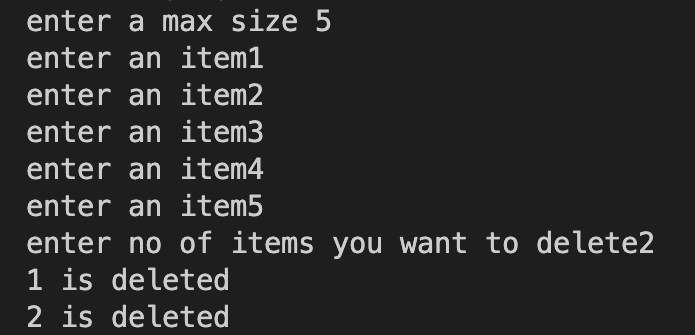 enter a max size 5
enter an item1
enter an item2
enter an item3
enter an item4
enter an item5
enter no of items you want to delete2
1 is deleted
2 is deleted